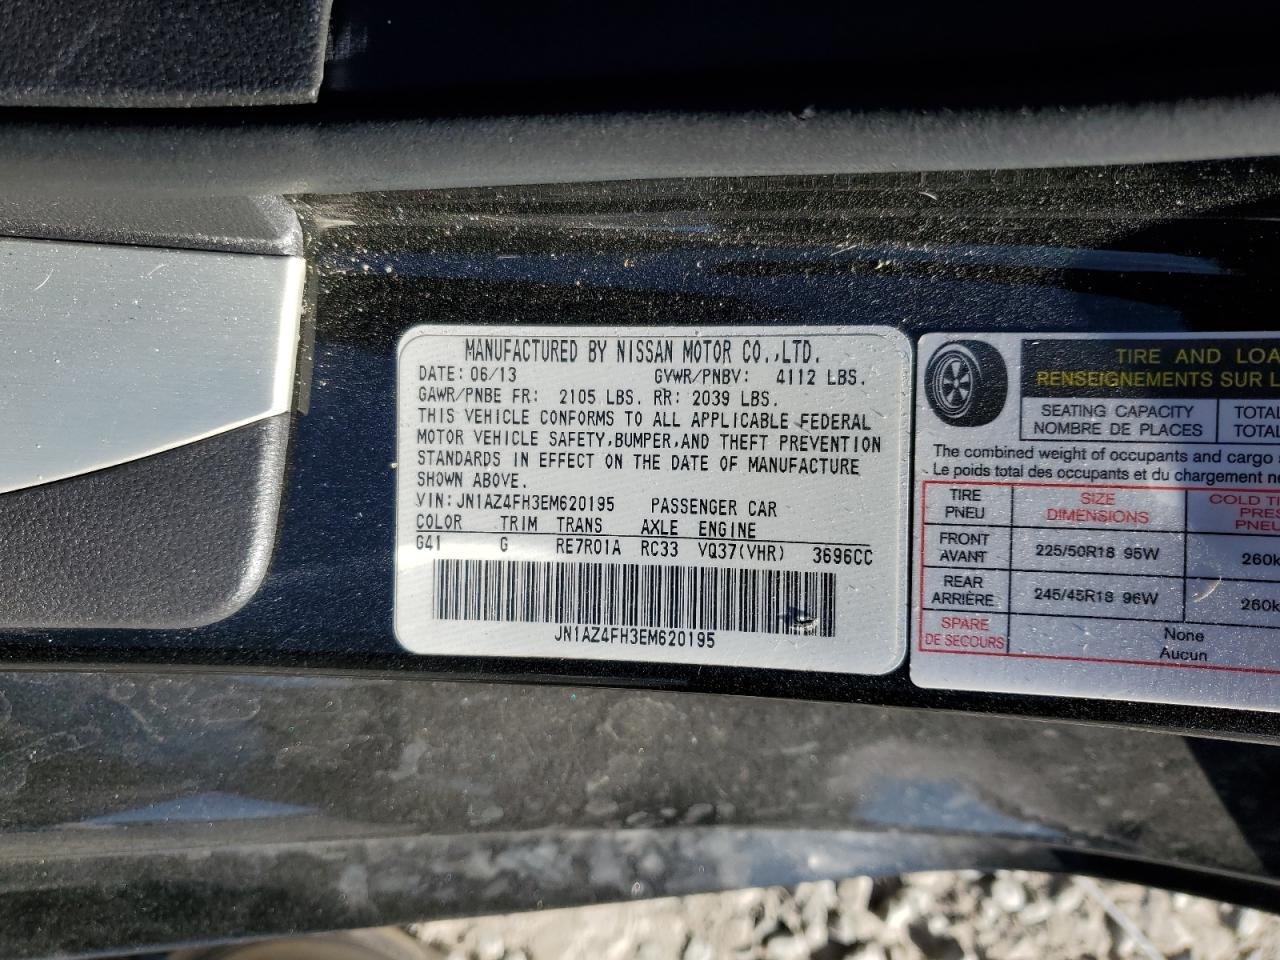 MANUFACTURED BY NISSAN MOTOR CO.,LTD.
DATE: 06/13 GVWR/PNBV: 4112 LBS.
GAWR/PNBE FR: 2105 LBS. RR: 2039 LBS.
THIS VEHICLE CONFORMS TO ALL APPLICABLE FEDERAL
MOTOR VEHICLE SAFETY,BUMPER,AND THEFT PREVENTION
STANDARDS IN EFFECT ON THE DATE OF MANUFACTURE
SHOWN ABOVE.
VIN: JN1AZ4FH3EM620195 PASSENGER CAR
COLOR TRIM TRANS AXLE ENGINE
G41 G RE7R01A RC33 VQ37(VHR) 3696CC
JN1AZ4FH3EM620195
TIRE AND LOA
RENSEIGNEMENTS SUR L
SEATING CAPACITY TOTAL
NOMBRE DE PLACES TOTAL
The combined weight of occupants and cargo
Le poids total des occupants et du chargement
TIRE SIZE COLD
PNEU DIMENSIONS PRES
PNEU
FRONT
AVANT 225/50R18 95W 260k
REAR
ARRIÈRE 245/45R18 96W 260k
SPARE None
DE SECOURS Aucun